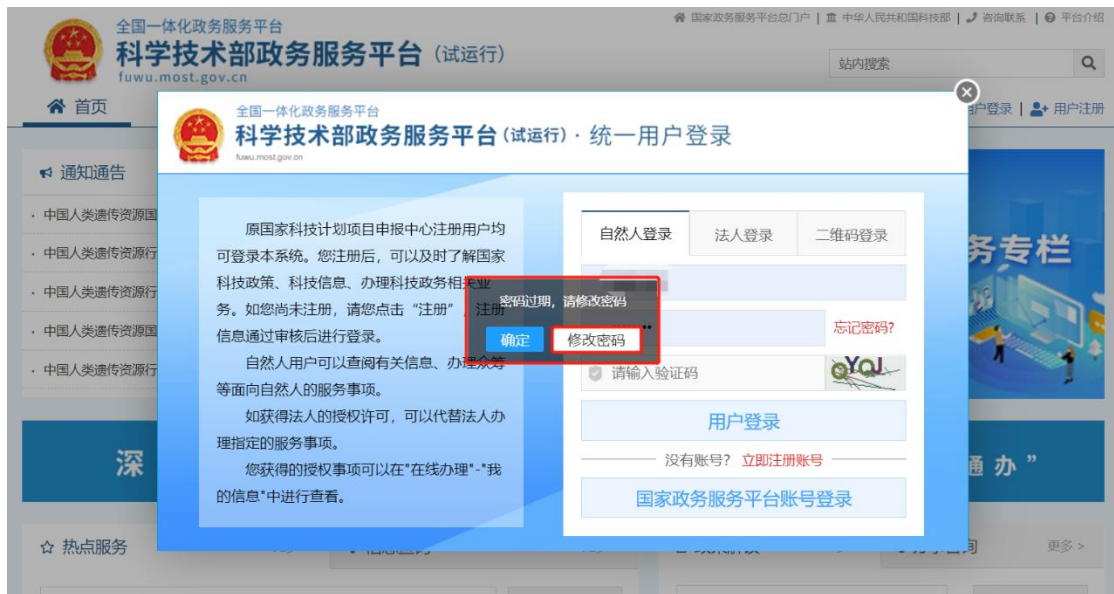 全国一体化政务服务平台
科学技术部政务服务平台（试运行）
fuwu.most.gov.cn
国家政务服务平台总门户 | 中华人民共和国科技部 | 咨询联系 | 平台介绍
站内搜索
首页
户登录 | 用户注册
全国一体化政务服务平台
科学技术部政务服务平台（试运行）· 统一用户登录
fuwu.most.gov.cn
通知通告
· 中国人类遗传资源国
· 中国人类遗传资源行
· 中国人类遗传资源行
· 中国人类遗传资源国
· 中国人类遗传资源行
原国家科技计划项目申报中心注册用户均
可登录本系统。您注册后，可以及时了解国家
科技政策、科技信息、办理科技政务相关业
务。如您尚未注册，请您点击“注册”，注册
信息通过审核后进行登录。
自然人用户可以查阅有关信息、办理众筹
等面向自然人的服务事项。
如获得法人的授权许可，可以代替法人办
理指定的服务事项。
您获得的授权事项可以在"在线办理"-"我
的信息"中进行查看。
自然人登录
法人登录
二维码登录
密码过期，请修改密码
确定
修改密码
忘记密码?
请输入验证码
QYQJ
用户登录
没有账号? 立即注册账号
国家政务服务平台账号登录
务专栏
深
通办”
热点服务
更多 >